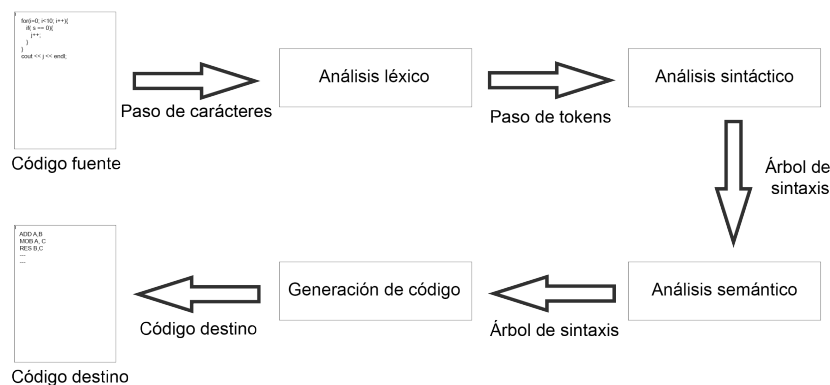 for(i=0; i<10; i++){
if( s == 0){
j++;
}
}
cout << j << endl;
Código fuente
Paso de carácteres
Análisis léxico
Paso de tokens
Análisis sintáctico
Árbol de
sintaxis
ADD A,B
MOB A, C
RES B,C
---
---
Código destino
Código destino
Generación de código
Árbol de sintaxis
Análisis semántico